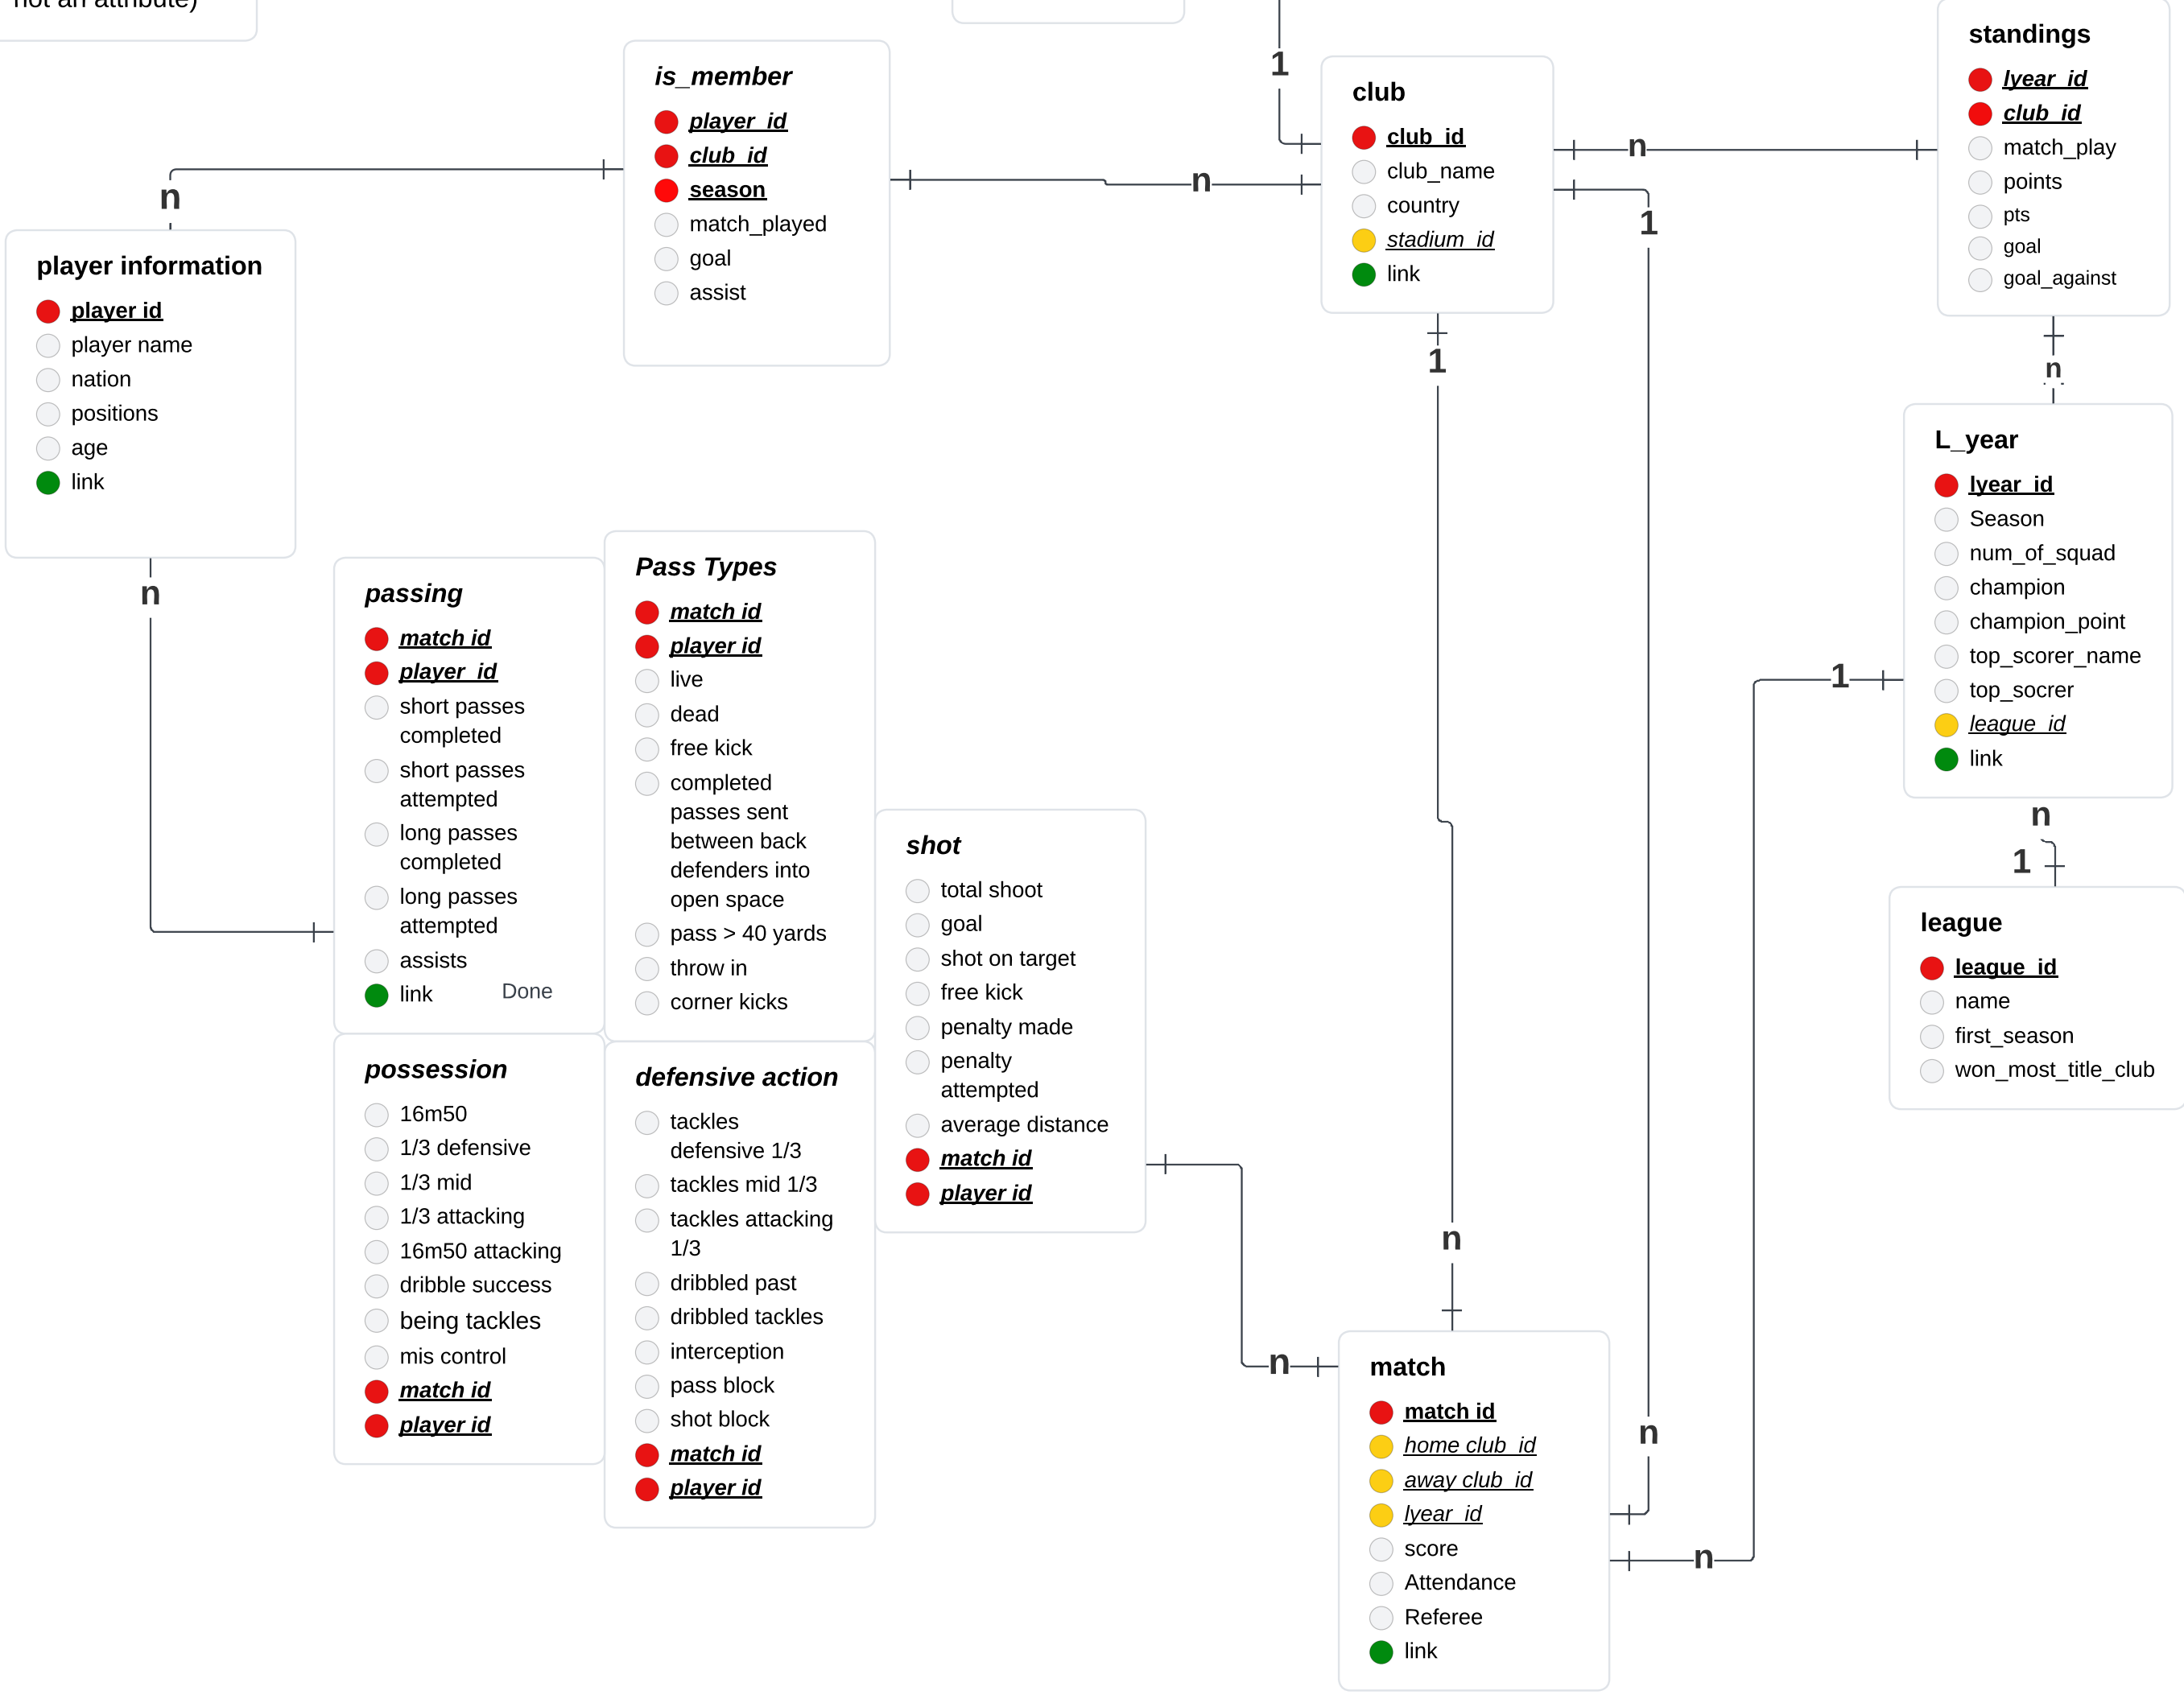 not an attribute)
is_member
player_id
club_id
season
match_played
goal
assist
1
club
club_id
club_name
country
stadium_id
link
n
1
standings
lyear_id
club_id
match_play
points
pts
goal
goal_against
n
n
player information
player id
player name
nation
positions
age
link
n
1
n
L_year
lyear_id
Season
num_of_squad
champion
champion_point
top_scorer_name
top_socrer
league_id
link
1
n
1
league
league_id
name
first_season
won_most_title_club
passing
match id
player_id
short passes
completed
short passes
attempted
long passes
completed
long passes
attempted
assists
link
Done
Pass Types
match id
player id
live
dead
free kick
completed
passes sent
between back
defenders into
open space
pass > 40 yards
throw in
corner kicks
shot
total shoot
goal
shot on target
free kick
penalty made
penalty
attempted
average distance
match id
player id
possession
16m50
1/3 defensive
1/3 mid
1/3 attacking
16m50 attacking
dribble success
being tackles
mis control
match id
player id
defensive action
tackles
defensive 1/3
tackles mid 1/3
tackles attacking
1/3
dribbled past
dribbled tackles
interception
pass block
shot block
match id
player id
n
n
match
match id
home club_id
away club_id
lyear_id
score
Attendance
Referee
link
n
n